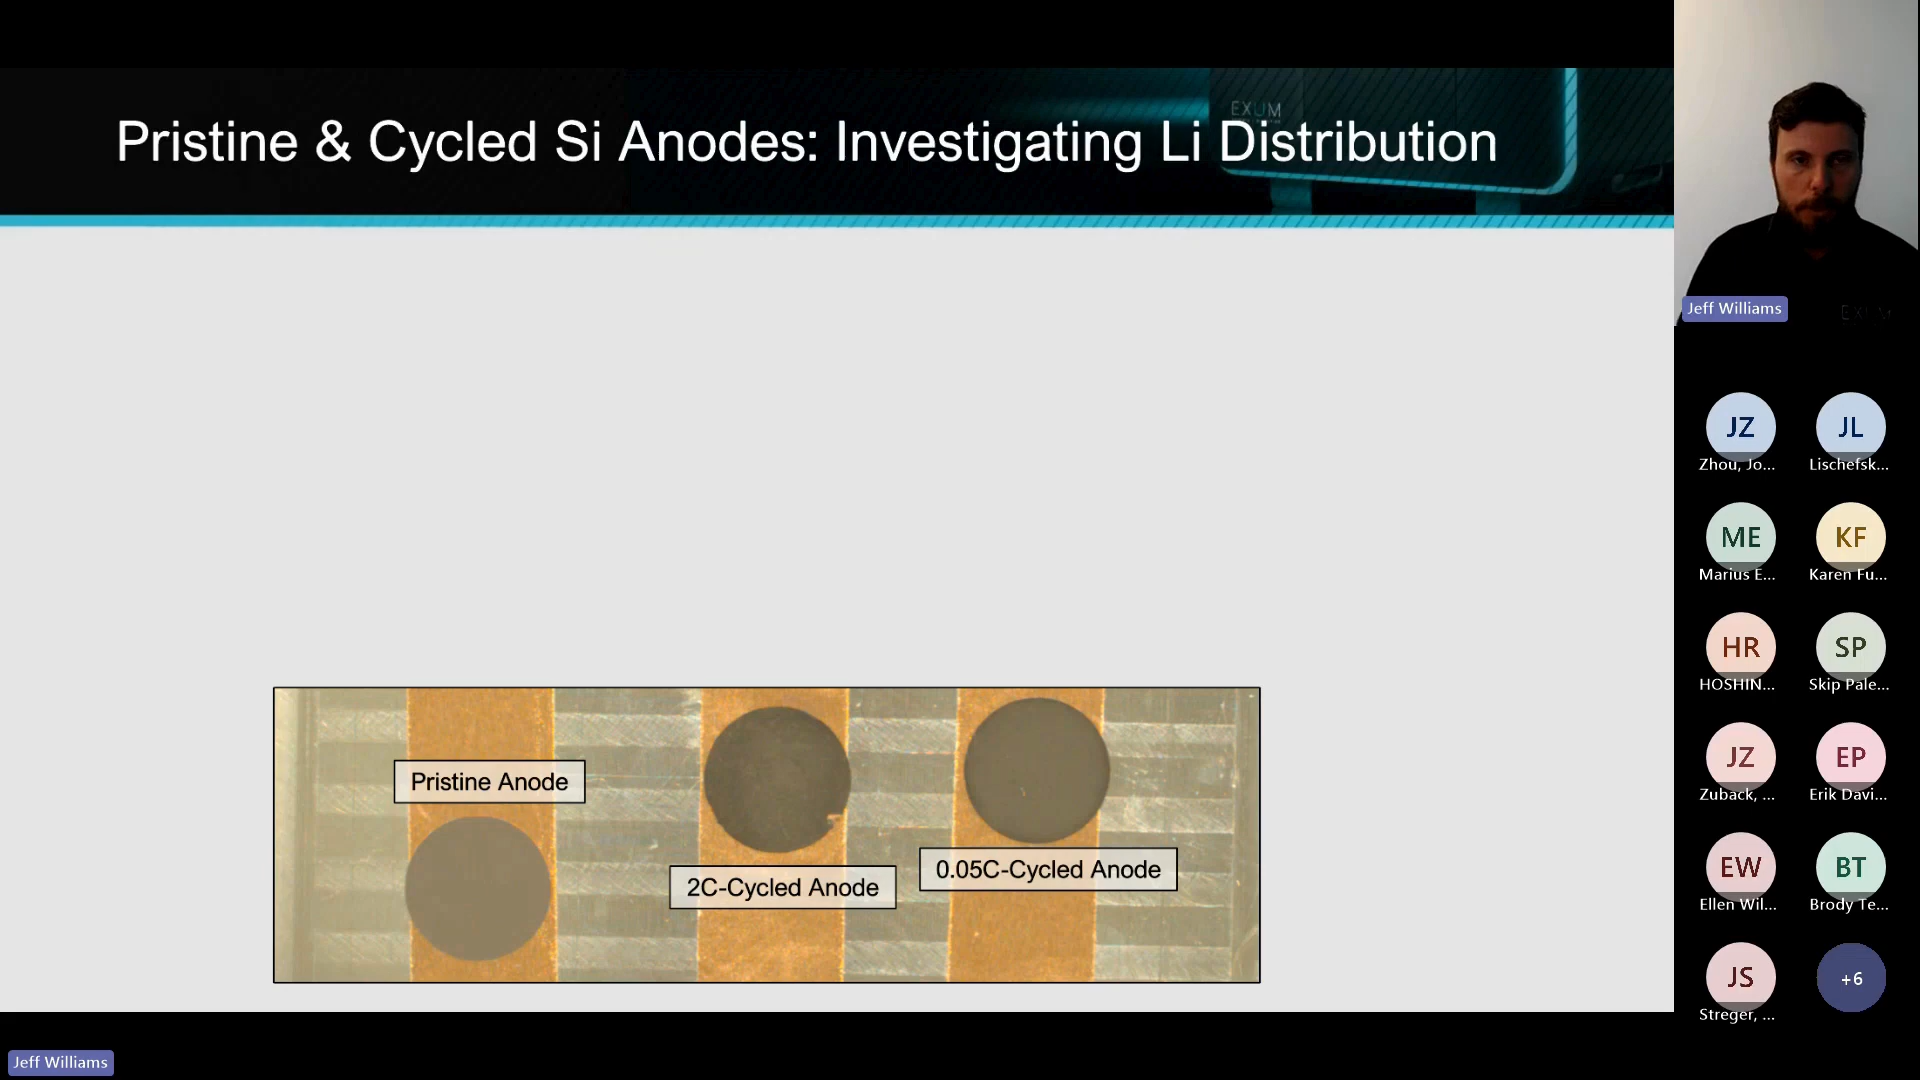 EXUM
Pristine & Cycled Si Anodes: Investigating Li Distribution
Pristine Anode
2C-Cycled Anode
0.05C-Cycled Anode
Jeff Williams
EXUM
JZ
JL
Zhou, Jo...
Lischefsk...
ME
KF
Marius E...
Karen Fu...
HR
SP
HOSHIN...
Skip Pale...
JZ
EP
Zuback, ...
Erik Davi...
EW
BT
Ellen Wil...
Brody Te...
JS
+6
Streger, ...
Jeff Williams